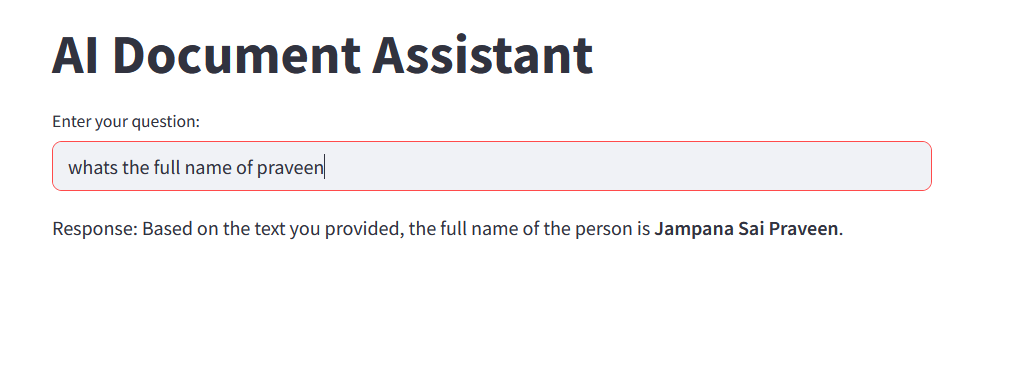 AI Document Assistant
Enter your question:
whats the full name of praveen
Response: Based on the text you provided, the full name of the person is Jampana Sai Praveen.